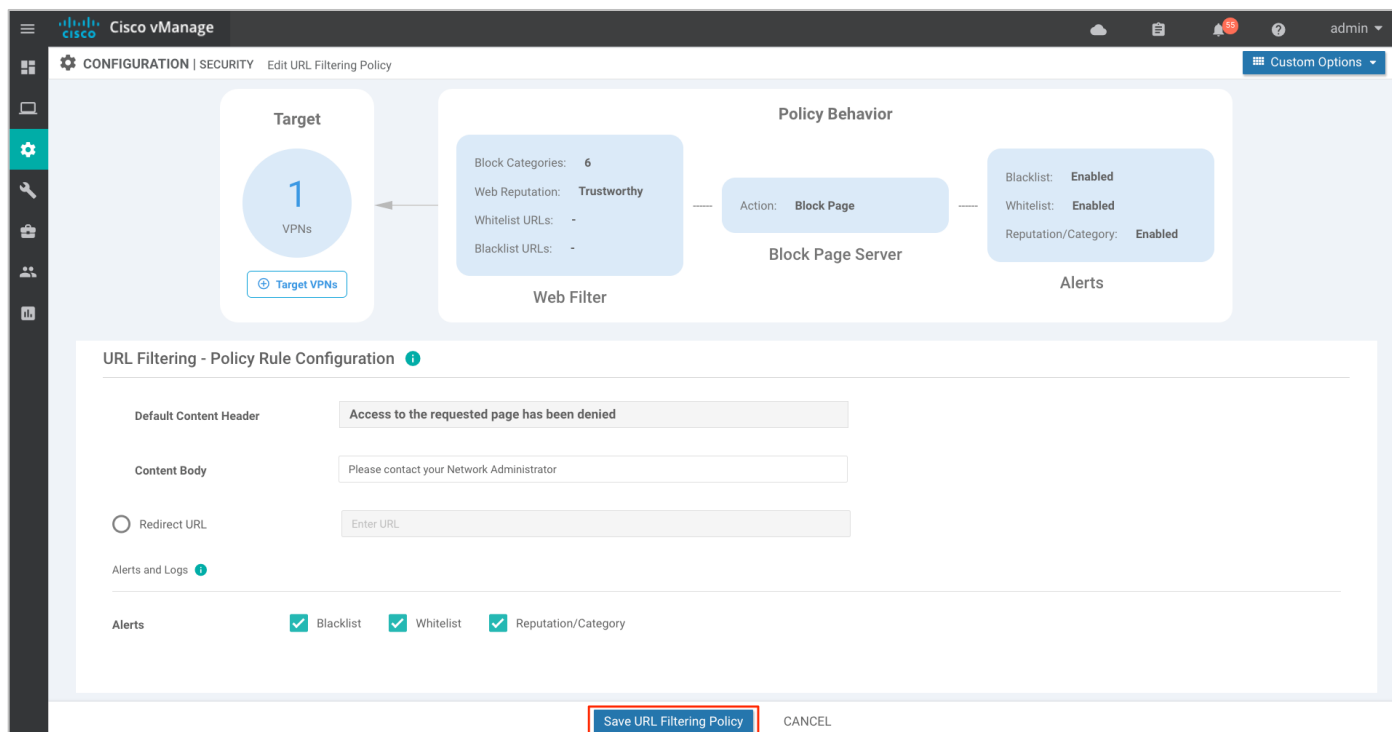 cisco Cisco vManage 55 admin
CONFIGURATION | SECURITY Edit URL Filtering Policy Custom Options
Target
1
VPNs
Target VPNs
Policy Behavior
Block Categories: 6
Web Reputation: Trustworthy
Whitelist URLs: -
Blacklist URLs: -
Web Filter
Action: Block Page
Block Page Server
Blacklist: Enabled
Whitelist: Enabled
Reputation/Category: Enabled
Alerts
URL Filtering - Policy Rule Configuration
Default Content Header Access to the requested page has been denied
Content Body Please contact your Network Administrator
Redirect URL Enter URL
Alerts and Logs
Alerts Blacklist Whitelist Reputation/Category
Save URL Filtering Policy CANCEL